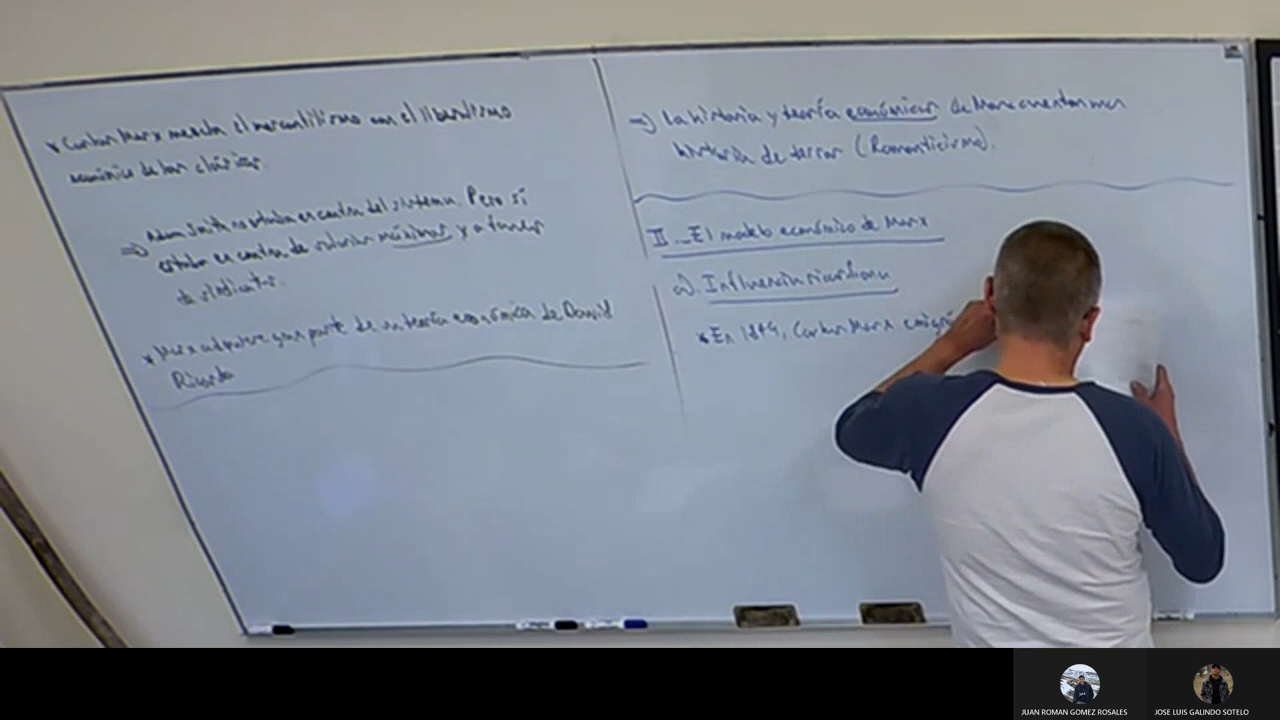 * Carlos Marx mezcla el mercantilismo con el liberalismo
económico de los clásicos.
=> Adam Smith no estaba en contra del sistema. Pero sí
estaba en contra de salarios máximos y a favor
de sindicatos.
* Marx adquiere gran parte de su teoría económica de David
Ricardo
=> La historia y teoría económicas de Marx cuentan una
historia de terror (Romanticismo).
II.- El modelo económico de Marx
a). Influencia ricardiana
* En 1849, Carlos Marx emigró
JUAN ROMAN GOMEZ ROSALES
JOSE LUIS GALINDO SOTELO